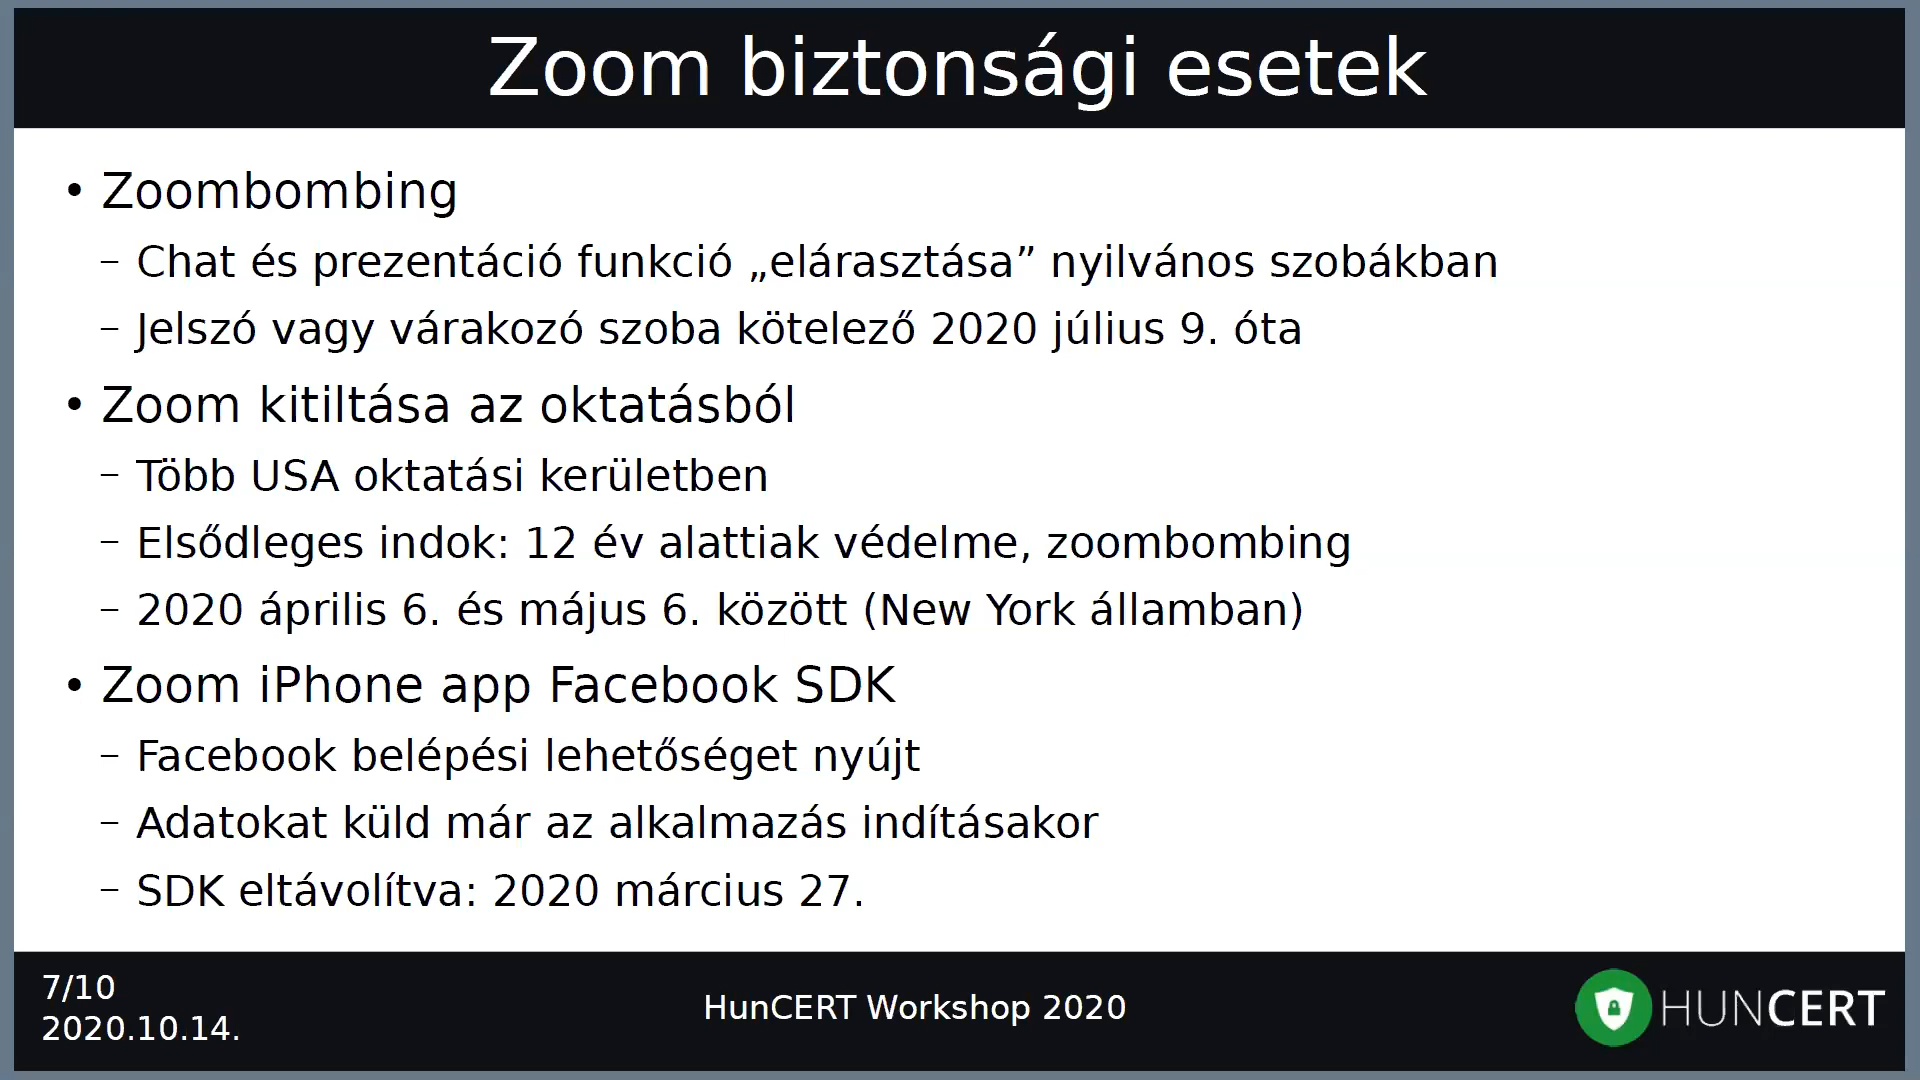 Zoom biztonsági esetek
• Zoombombing
– Chat és prezentáció funkció „elárasztása” nyilvános szobákban
– Jelszó vagy várakozó szoba kötelező 2020 július 9. óta
• Zoom kitiltása az oktatásból
– Több USA oktatási kerületben
– Elsődleges indok: 12 év alattiak védelme, zoombombing
– 2020 április 6. és május 6. között (New York államban)
• Zoom iPhone app Facebook SDK
– Facebook belépési lehetőséget nyújt
– Adatokat küld már az alkalmazás indításakor
– SDK eltávolítva: 2020 március 27.
7/10
2020.10.14.
HunCERT Workshop 2020
HUNCERT